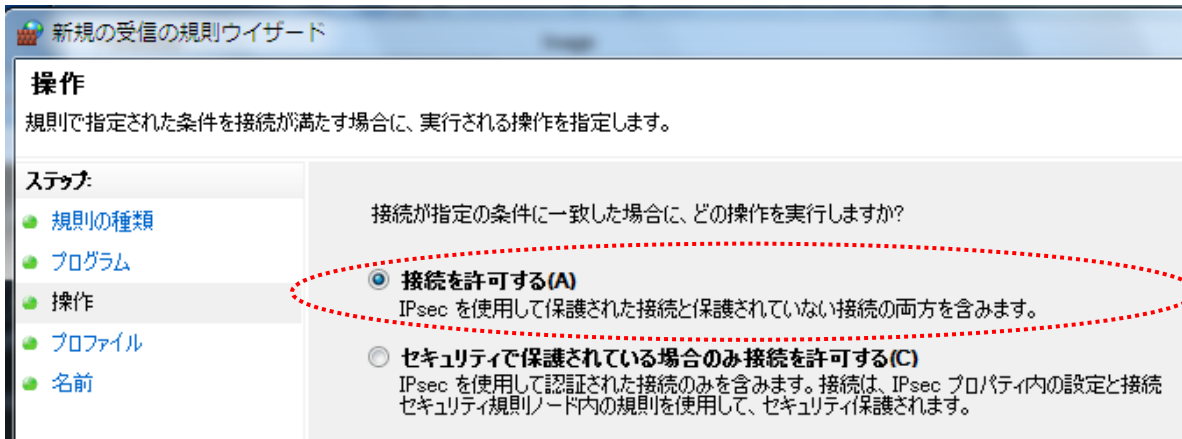 新規の受信の規則ウイザード
Image
操作
規則で指定された条件を接続が満たす場合に、実行される操作を指定します。
ステップ:
規則の種類
プログラム
操作
プロファイル
名前
接続が指定の条件に一致した場合に、どの操作を実行しますか?
接続を許可する(A)
IPsec を使用して保護された接続と保護されていない接続の両方を含みます。
セキュリティで保護されている場合のみ接続を許可する(C)
IPsec を使用して認証された接続のみを含みます。接続は、IPsec プロパティ内の設定と接続
セキュリティ規則ノード内の規則を使用して、セキュリティ保護されます。